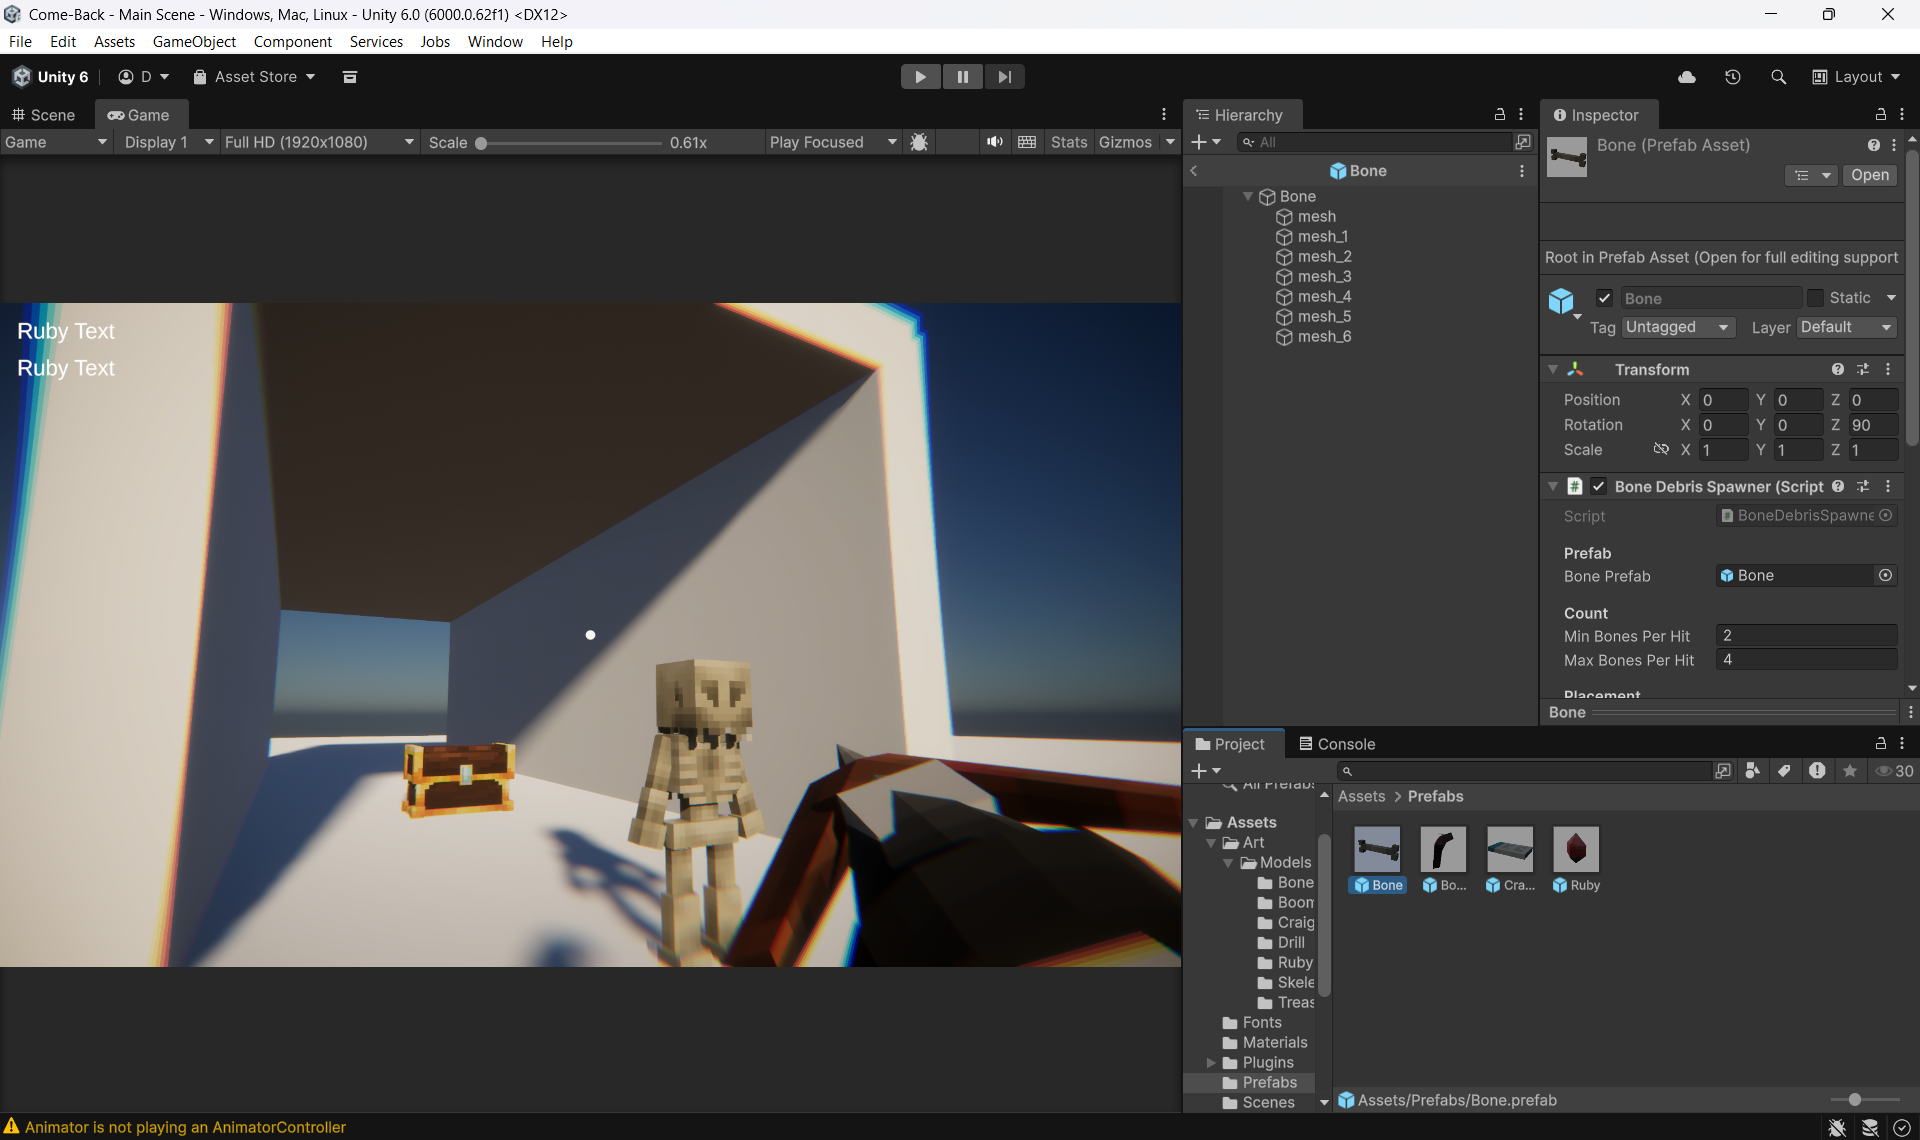 Come-Back - Main Scene - Windows, Mac, Linux - Unity 6.0 (6000.0.62f1) <DX12>
File Edit Assets GameObject Component Services Jobs Window Help
Unity 6 D Asset Store Layout
Scene Game
Game Display 1 Full HD (1920x1080) Scale 0.61x Play Focused Stats Gizmos
Ruby Text
Ruby Text
Hierarchy
All
Bone
Bone
mesh
mesh_1
mesh_2
mesh_3
mesh_4
mesh_5
mesh_6
Inspector
Bone (Prefab Asset)
Open
Root in Prefab Asset (Open for full editing support
Bone Static
Tag Untagged Layer Default
Transform
Position X 0 Y 0 Z 0
Rotation X 0 Y 0 Z 90
Scale X 1 Y 1 Z 1
# Bone Debris Spawner (Script
Script BoneDebrisSpawne
Prefab
Bone Prefab Bone
Count
Min Bones Per Hit 2
Max Bones Per Hit 4
Placement
Bone
Project Console
30
All Prefabs
Assets
Art
Models
Bone
Boon
Craig
Drill
Ruby
Skele
Treas
Fonts
Materials
Plugins
Prefabs
Scenes
Assets > Prefabs
Bone Bo... Cra... Ruby
Assets/Prefabs/Bone.prefab
Animator is not playing an AnimatorController